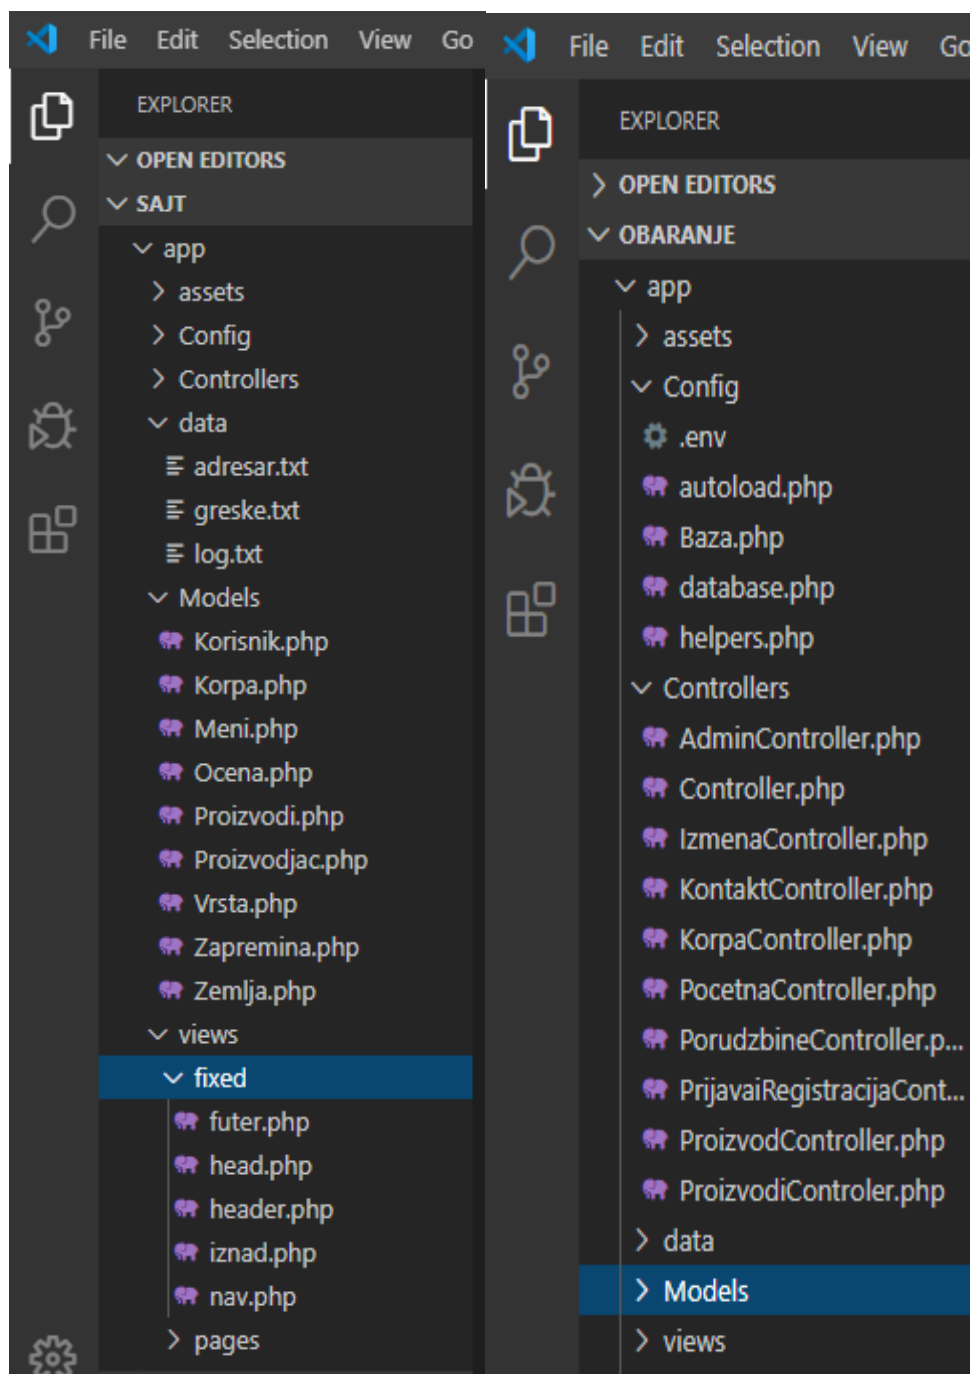 File Edit Selection View Go
EXPLORER
OPEN EDITORS
SAJT
app
assets
Config
Controllers
data
adresar.txt
greske.txt
log.txt
Models
Korisnik.php
Korpa.php
Meni.php
Ocena.php
Proizvodi.php
Proizvodjac.php
Vrsta.php
Zapremina.php
Zemlja.php
views
fixed
futer.php
head.php
header.php
iznad.php
nav.php
pages
File Edit Selection View Go
EXPLORER
OPEN EDITORS
OBARANJE
app
assets
Config
.env
autoload.php
Baza.php
database.php
helpers.php
Controllers
AdminController.php
Controller.php
IzmenaController.php
KontaktController.php
KorpaController.php
PocetnaController.php
PorudzbineController.p...
PrijavaiRegistracijaCont...
ProizvodController.php
ProizvodiControler.php
data
Models
views